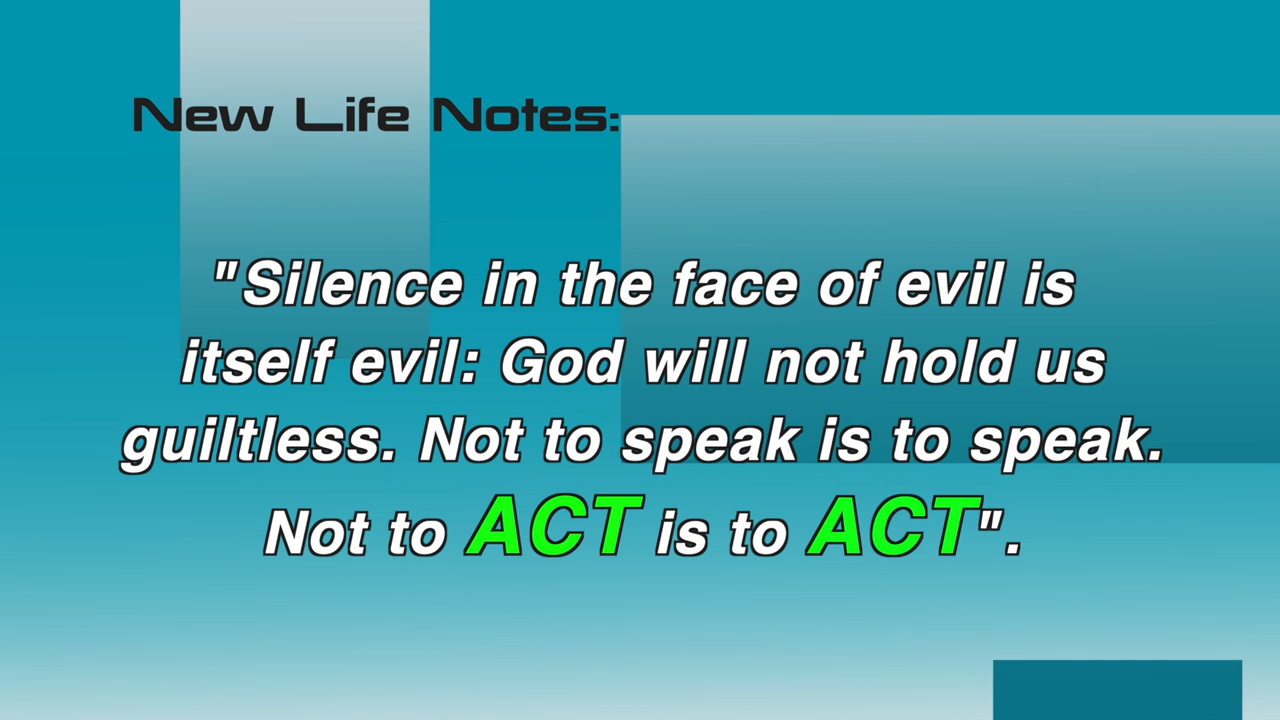 New Life Notes:
"Silence in the face of evil is
itself evil: God will not hold us
guiltless. Not to speak is to speak.
Not to ACT is to ACT".